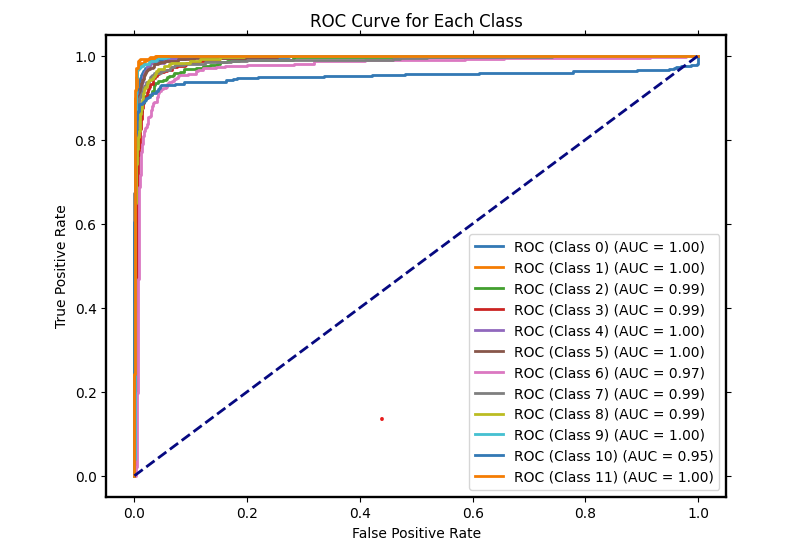 ROC Curve for Each Class
1.0
0.8
0.6
0.4
0.2
0.0
True Positive Rate
ROC (Class 0) (AUC = 1.00)
ROC (Class 1) (AUC = 1.00)
ROC (Class 2) (AUC = 0.99)
ROC (Class 3) (AUC = 0.99)
ROC (Class 4) (AUC = 1.00)
ROC (Class 5) (AUC = 1.00)
ROC (Class 6) (AUC = 0.97)
ROC (Class 7) (AUC = 0.99)
ROC (Class 8) (AUC = 0.99)
ROC (Class 9) (AUC = 1.00)
ROC (Class 10) (AUC = 0.95)
ROC (Class 11) (AUC = 1.00)
0.0 0.2 0.4 0.6 0.8 1.0
False Positive Rate